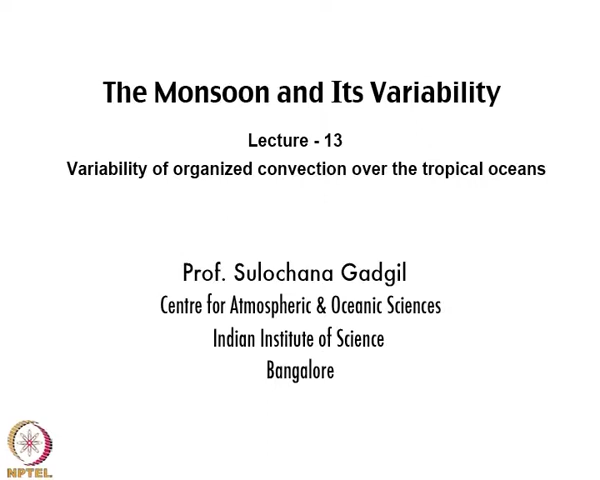 The Monsoon and Its Variability
Lecture - 13
Variability of organized convection over the tropical oceans
Prof. Sulochana Gadgil
Centre for Atmospheric & Oceanic Sciences
Indian Institute of Science
Bangalore
NPTEL